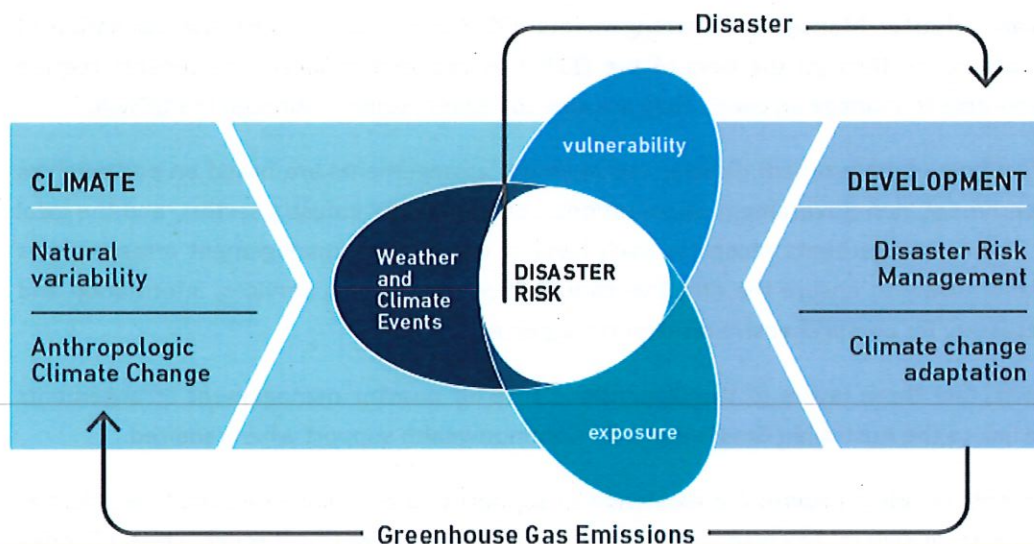 Disaster
vulnerability
CLIMATE
Natural
variability
Anthropologic
Climate Change
Weather
and
Climate
Events
DISASTER
RISK
DEVELOPMENT
Disaster Risk
Management
Climate change
adaptation
exposure
Greenhouse Gas Emissions